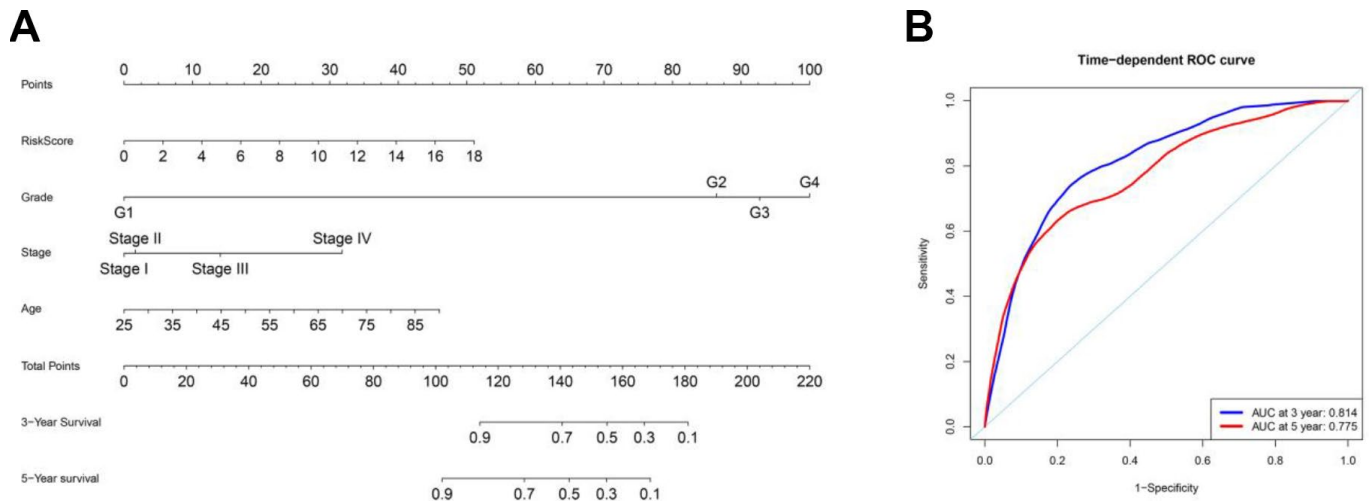 A
Points
0 10 20 30 40 50 60 70 80 90 100
RiskScore
0 2 4 6 8 10 12 14 16 18
Grade
G2 G4
G1 G3
Stage
Stage II Stage IV
Stage I Stage III
Age
25 35 45 55 65 75 85
Total Points
0 20 40 60 80 100 120 140 160 180 200 220
3−Year Survival
0.9 0.7 0.5 0.3 0.1
5−Year survival
0.9 0.7 0.5 0.3 0.1
B
Time−dependent ROC curve
Sensitivity
1.0
0.8
0.6
0.4
0.2
0.0
AUC at 3 year: 0.814
AUC at 5 year: 0.775
0.0 0.2 0.4 0.6 0.8 1.0
1−Specificity